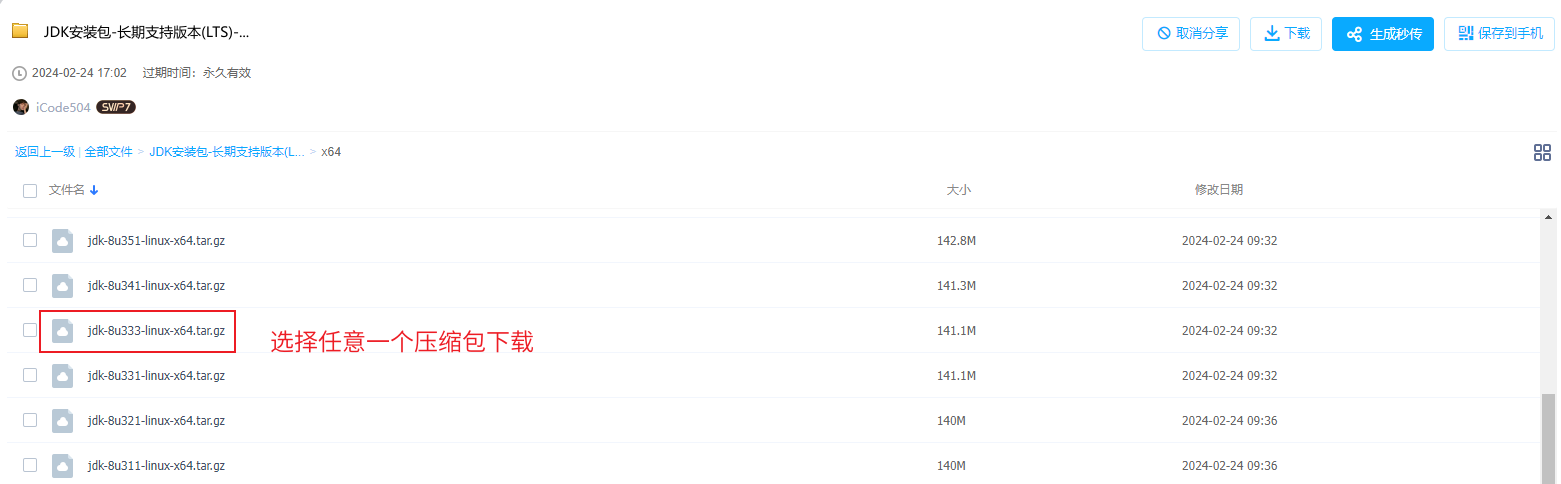 JDK安装包-长期支持版本(LTS)-...
取消分享 下载 生成秒传 保存到手机
2024-02-24 17:02 过期时间：永久有效
iCode504 SVIP7
返回上一级 | 全部文件 > JDK安装包-长期支持版本(L... > x64
文件名 大小 修改日期
jdk-8u351-linux-x64.tar.gz 142.8M 2024-02-24 09:32
jdk-8u341-linux-x64.tar.gz 141.3M 2024-02-24 09:32
jdk-8u333-linux-x64.tar.gz 选择任意一个压缩包下载 141.1M 2024-02-24 09:32
jdk-8u331-linux-x64.tar.gz 141.1M 2024-02-24 09:32
jdk-8u321-linux-x64.tar.gz 140M 2024-02-24 09:36
jdk-8u311-linux-x64.tar.gz 140M 2024-02-24 09:36